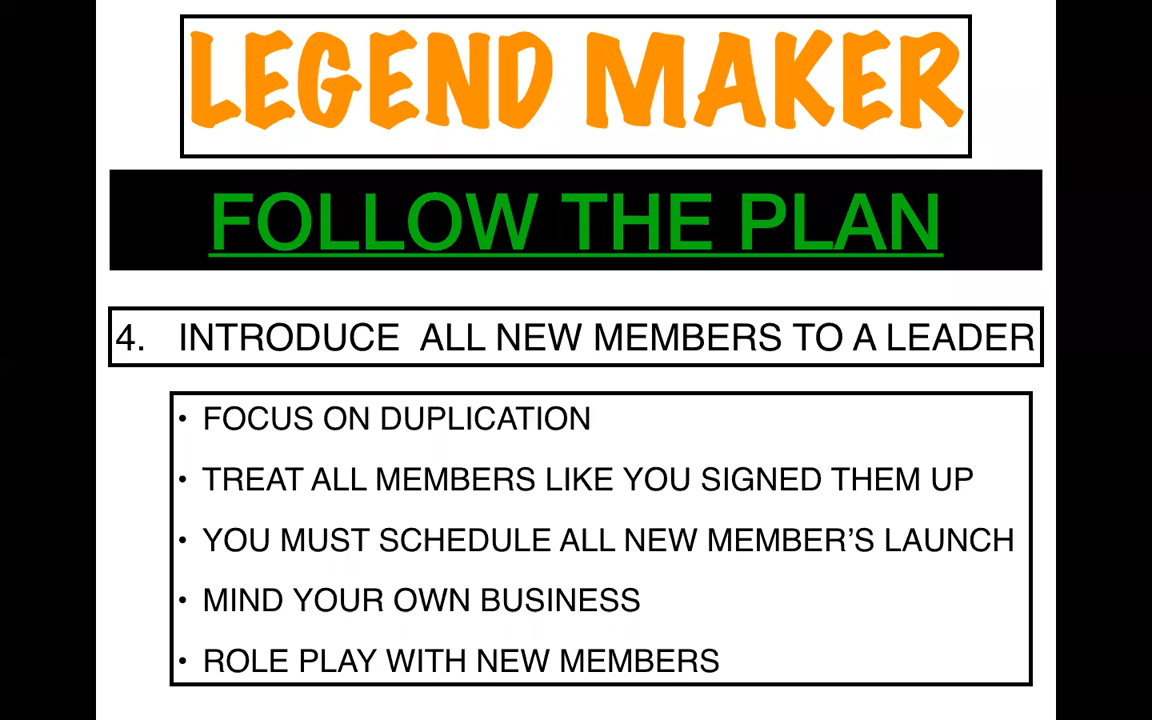 LEGEND MAKER
FOLLOW THE PLAN
4. INTRODUCE ALL NEW MEMBERS TO A LEADER
• FOCUS ON DUPLICATION
• TREAT ALL MEMBERS LIKE YOU SIGNED THEM UP
• YOU MUST SCHEDULE ALL NEW MEMBER’S LAUNCH
• MIND YOUR OWN BUSINESS
• ROLE PLAY WITH NEW MEMBERS